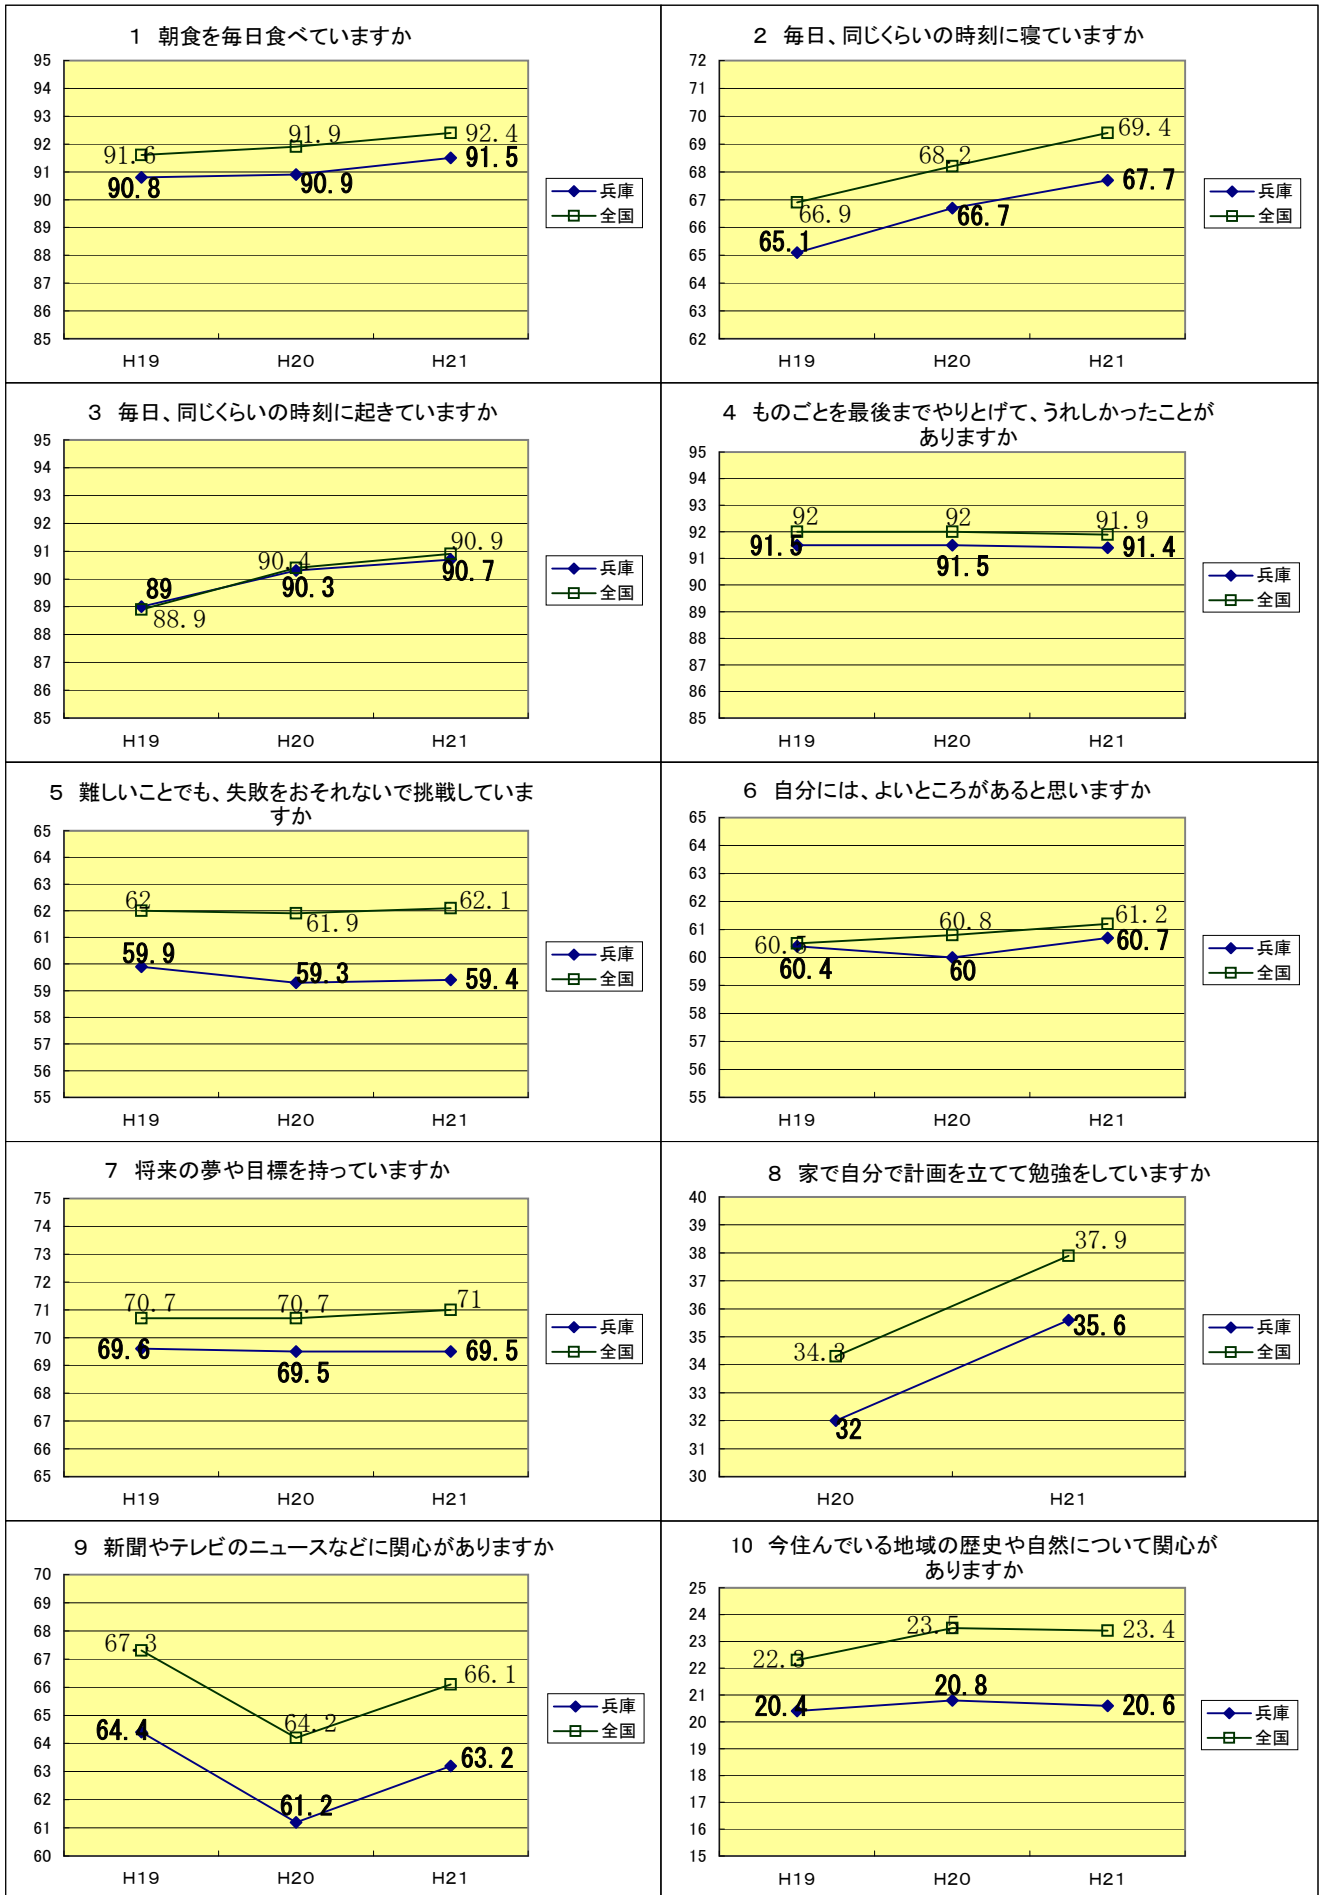 1　朝食を毎日食べていますか
95
94
93
92
91
90
89
88
87
86
85
91.6
91.9
92.4
90.8
90.9
91.5
H19
H20
H21
兵庫
全国
2　毎日、同じくらいの時刻に寝ていますか
72
71
70
69
68
67
66
65
64
63
62
66.9
68.2
69.4
65.1
66.7
67.7
H19
H20
H21
兵庫
全国
3　毎日、同じくらいの時刻に起きていますか
95
94
93
92
91
90
89
88
87
86
85
89
90.3
90.7
88.9
90.4
90.9
H19
H20
H21
兵庫
全国
4　ものごとを最後までやりとげて、うれしかったことが
ありますか
95
94
93
92
91
90
89
88
87
86
85
92
92
91.9
91.5
91.5
91.4
H19
H20
H21
兵庫
全国
5　難しいことでも、失敗をおそれないで挑戦していま
すか
65
64
63
62
61
60
59
58
57
56
55
62
61.9
62.1
59.9
59.3
59.4
H19
H20
H21
兵庫
全国
6　自分には、よいところがあると思いますか
65
64
63
62
61
60
59
58
57
56
55
60.5
60.8
61.2
60.4
60
60.7
H19
H20
H21
兵庫
全国
7　将来の夢や目標を持っていますか
75
74
73
72
71
70
69
68
67
66
65
70.7
70.7
71
69.6
69.5
69.5
H19
H20
H21
兵庫
全国
8　家で自分で計画を立てて勉強をしていますか
40
39
38
37
36
35
34
33
32
31
30
34.3
37.9
32
35.6
H20
H21
兵庫
全国
9　新聞やテレビのニュースなどに関心がありますか
70
69
68
67
66
65
64
63
62
61
60
67.3
64.2
66.1
64.4
61.2
63.2
H19
H20
H21
兵庫
全国
10　今住んでいる地域の歴史や自然について関心が
ありますか
25
24
23
22
21
20
19
18
17
16
15
22.3
23.5
23.4
20.4
20.8
20.6
H19
H20
H21
兵庫
全国